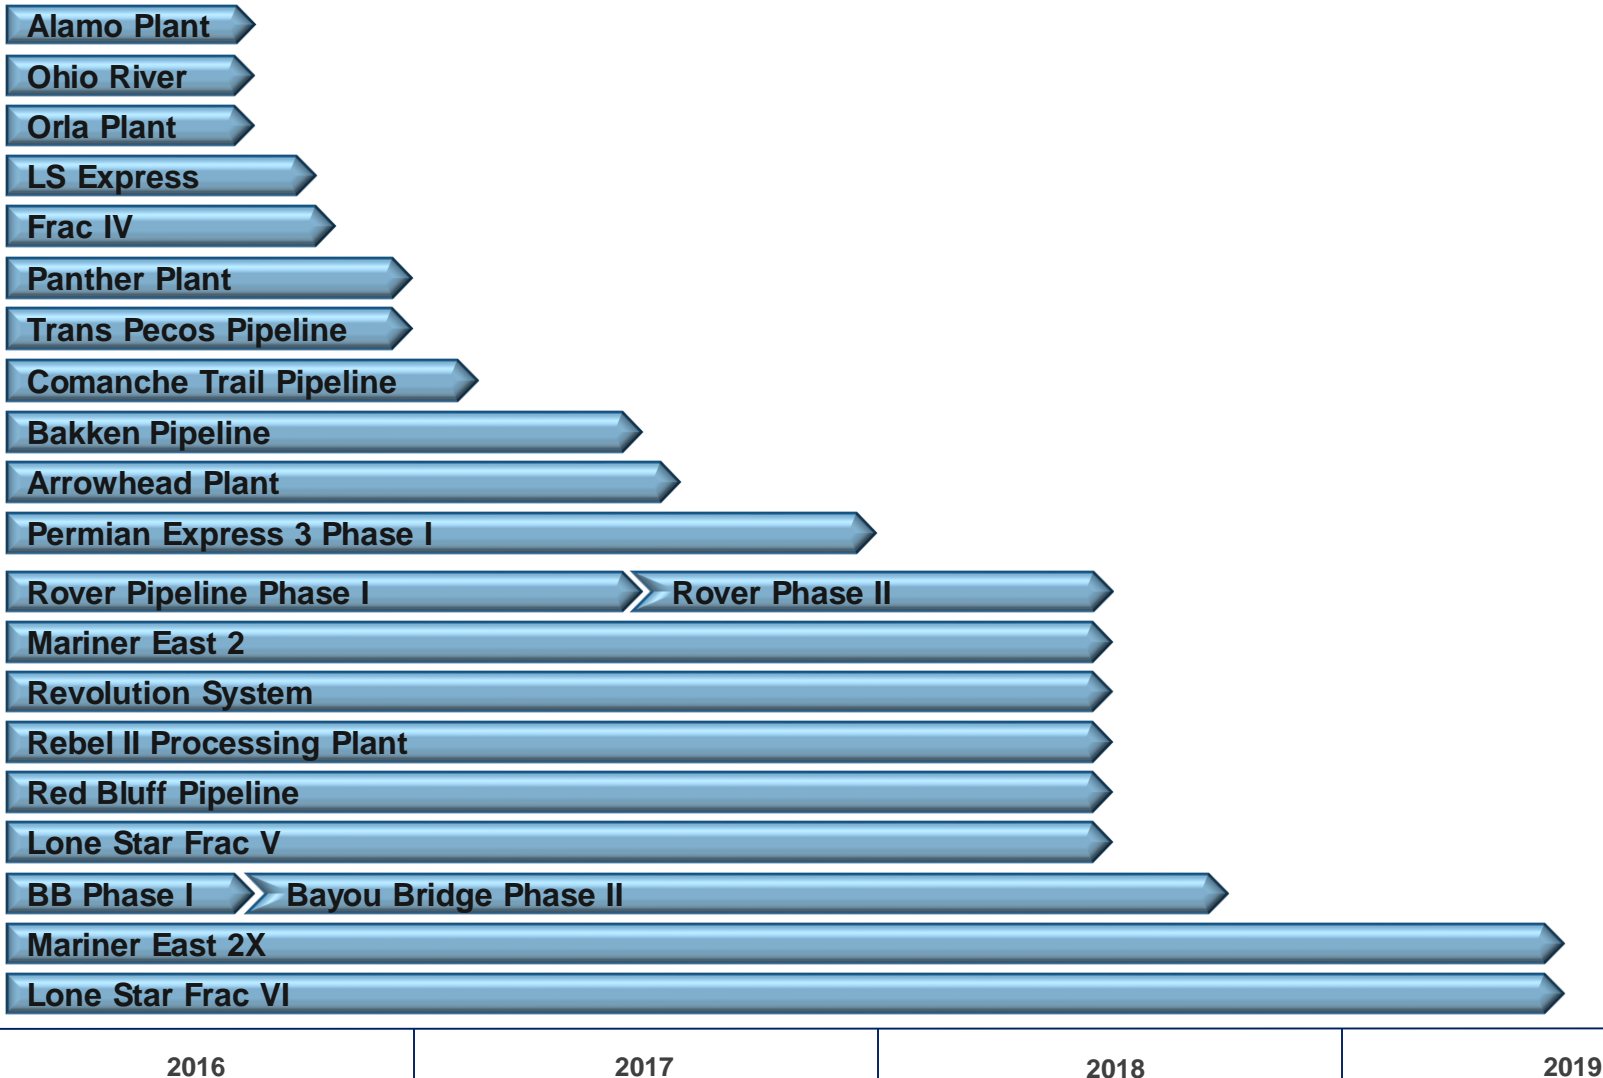 Alamo Plant
Ohio River
Orla Plant
LS Express
Frac IV
Panther Plant
Trans Pecos Pipeline
Comanche Trail Pipeline
Bakken Pipeline
Arrowhead Plant
Permian Express 3 Phase I
Rover Pipeline Phase I Rover Phase II
Mariner East 2
Revolution System
Rebel II Processing Plant
Red Bluff Pipeline
Lone Star Frac V
BB Phase I Bayou Bridge Phase II
Mariner East 2X
Lone Star Frac VI
2016 2017 2018 2019